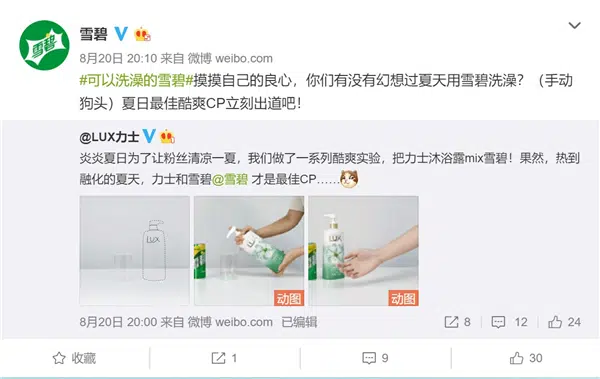 雪碧
雪碧
8月20日 20:10 来自 微博 weibo.com
#可以洗澡的雪碧#摸摸自己的良心，你们有没有幻想过夏天用雪碧洗澡？（手动
狗头）夏日最佳酷爽CP立刻出道吧！
@LUX力士
炎炎夏日为了让粉丝清凉一夏，我们做了一系列酷爽实验，把力士沐浴露mix雪碧！果然，热到
融化的夏天，力士和雪碧@雪碧 才是最佳CP……
LUX
LUX
动图
LUX
动图
8月20日 20:00 来自 微博 weibo.com 已编辑
8
12
24
收藏
1
9
30